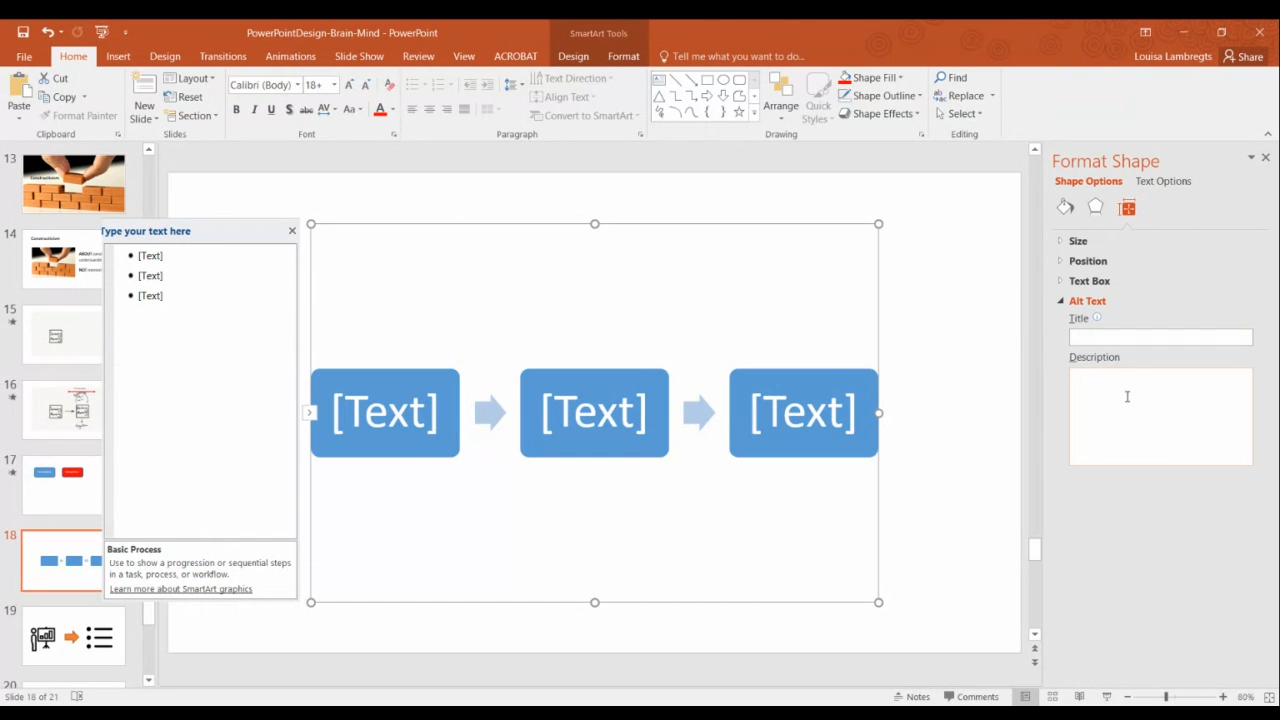 PowerPointDesign-Brain-Mind - PowerPoint
SmartArt Tools
File Home Insert Design Transitions Animations Slide Show Review View ACROBAT Design Format Tell me what you want to do... Louisa Lambregts Share
Paste
Cut
Copy
Format Painter
Clipboard
New Slide
Layout
Reset
Section
Slides
Calibri (Body) 18+
B I U S abc AV Aa A
Font
Text Direction
Align Text
Convert to SmartArt
Paragraph
Arrange
Quick Styles
Shape Fill
Shape Outline
Shape Effects
Drawing
Find
Replace
Select
Editing
13
14
Constructivism
15
16
17
18
19
20
Type your text here
[Text]
[Text]
[Text]
Basic Process
Use to show a progression or sequential steps
in a task, process, or workflow.
Learn more about SmartArt graphics
[Text] [Text] [Text]
Format Shape
Shape Options Text Options
Size
Position
Text Box
Alt Text
Title
Description
Slide 18 of 21
Notes Comments 80%